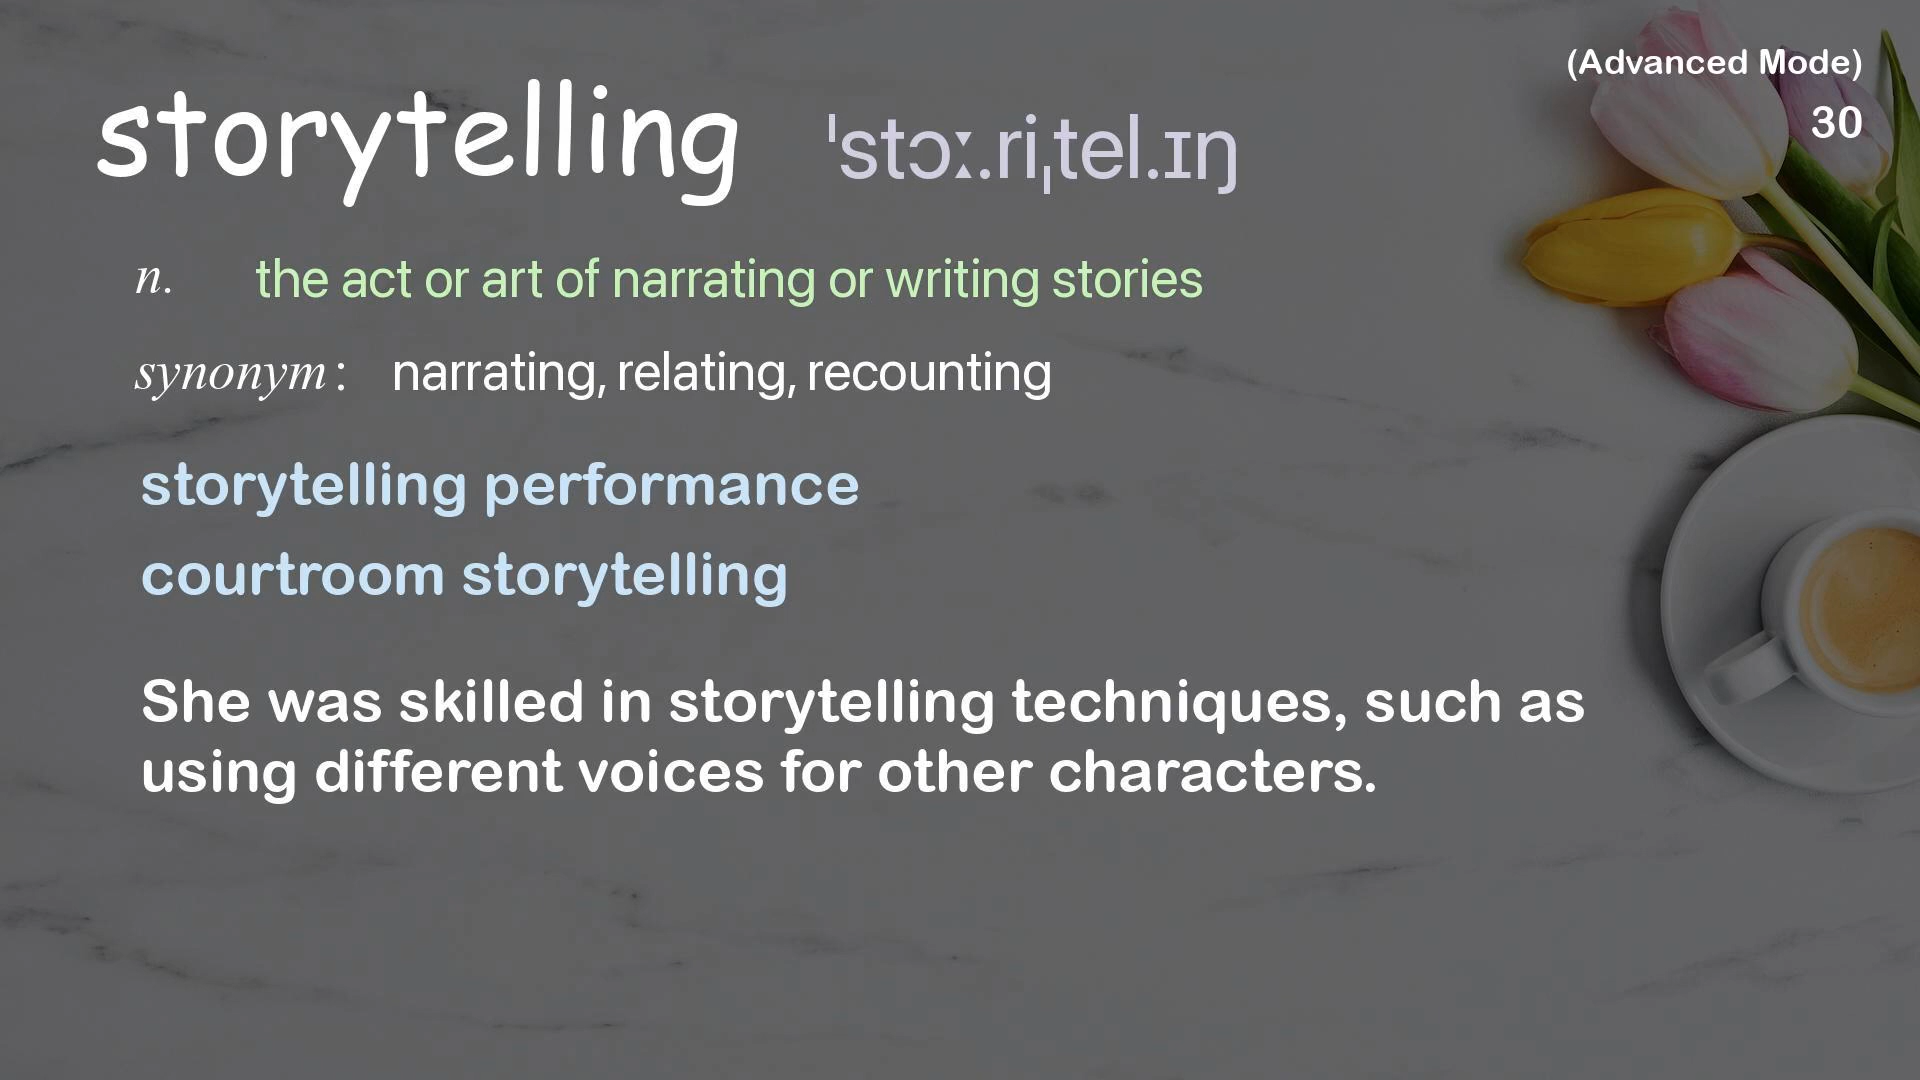 (Advanced Mode)
30
storytelling ˈstɔː.riˌtel.ɪŋ
n. the act or art of narrating or writing stories
synonym : narrating, relating, recounting
storytelling performance
courtroom storytelling
She was skilled in storytelling techniques, such as
using different voices for other characters.